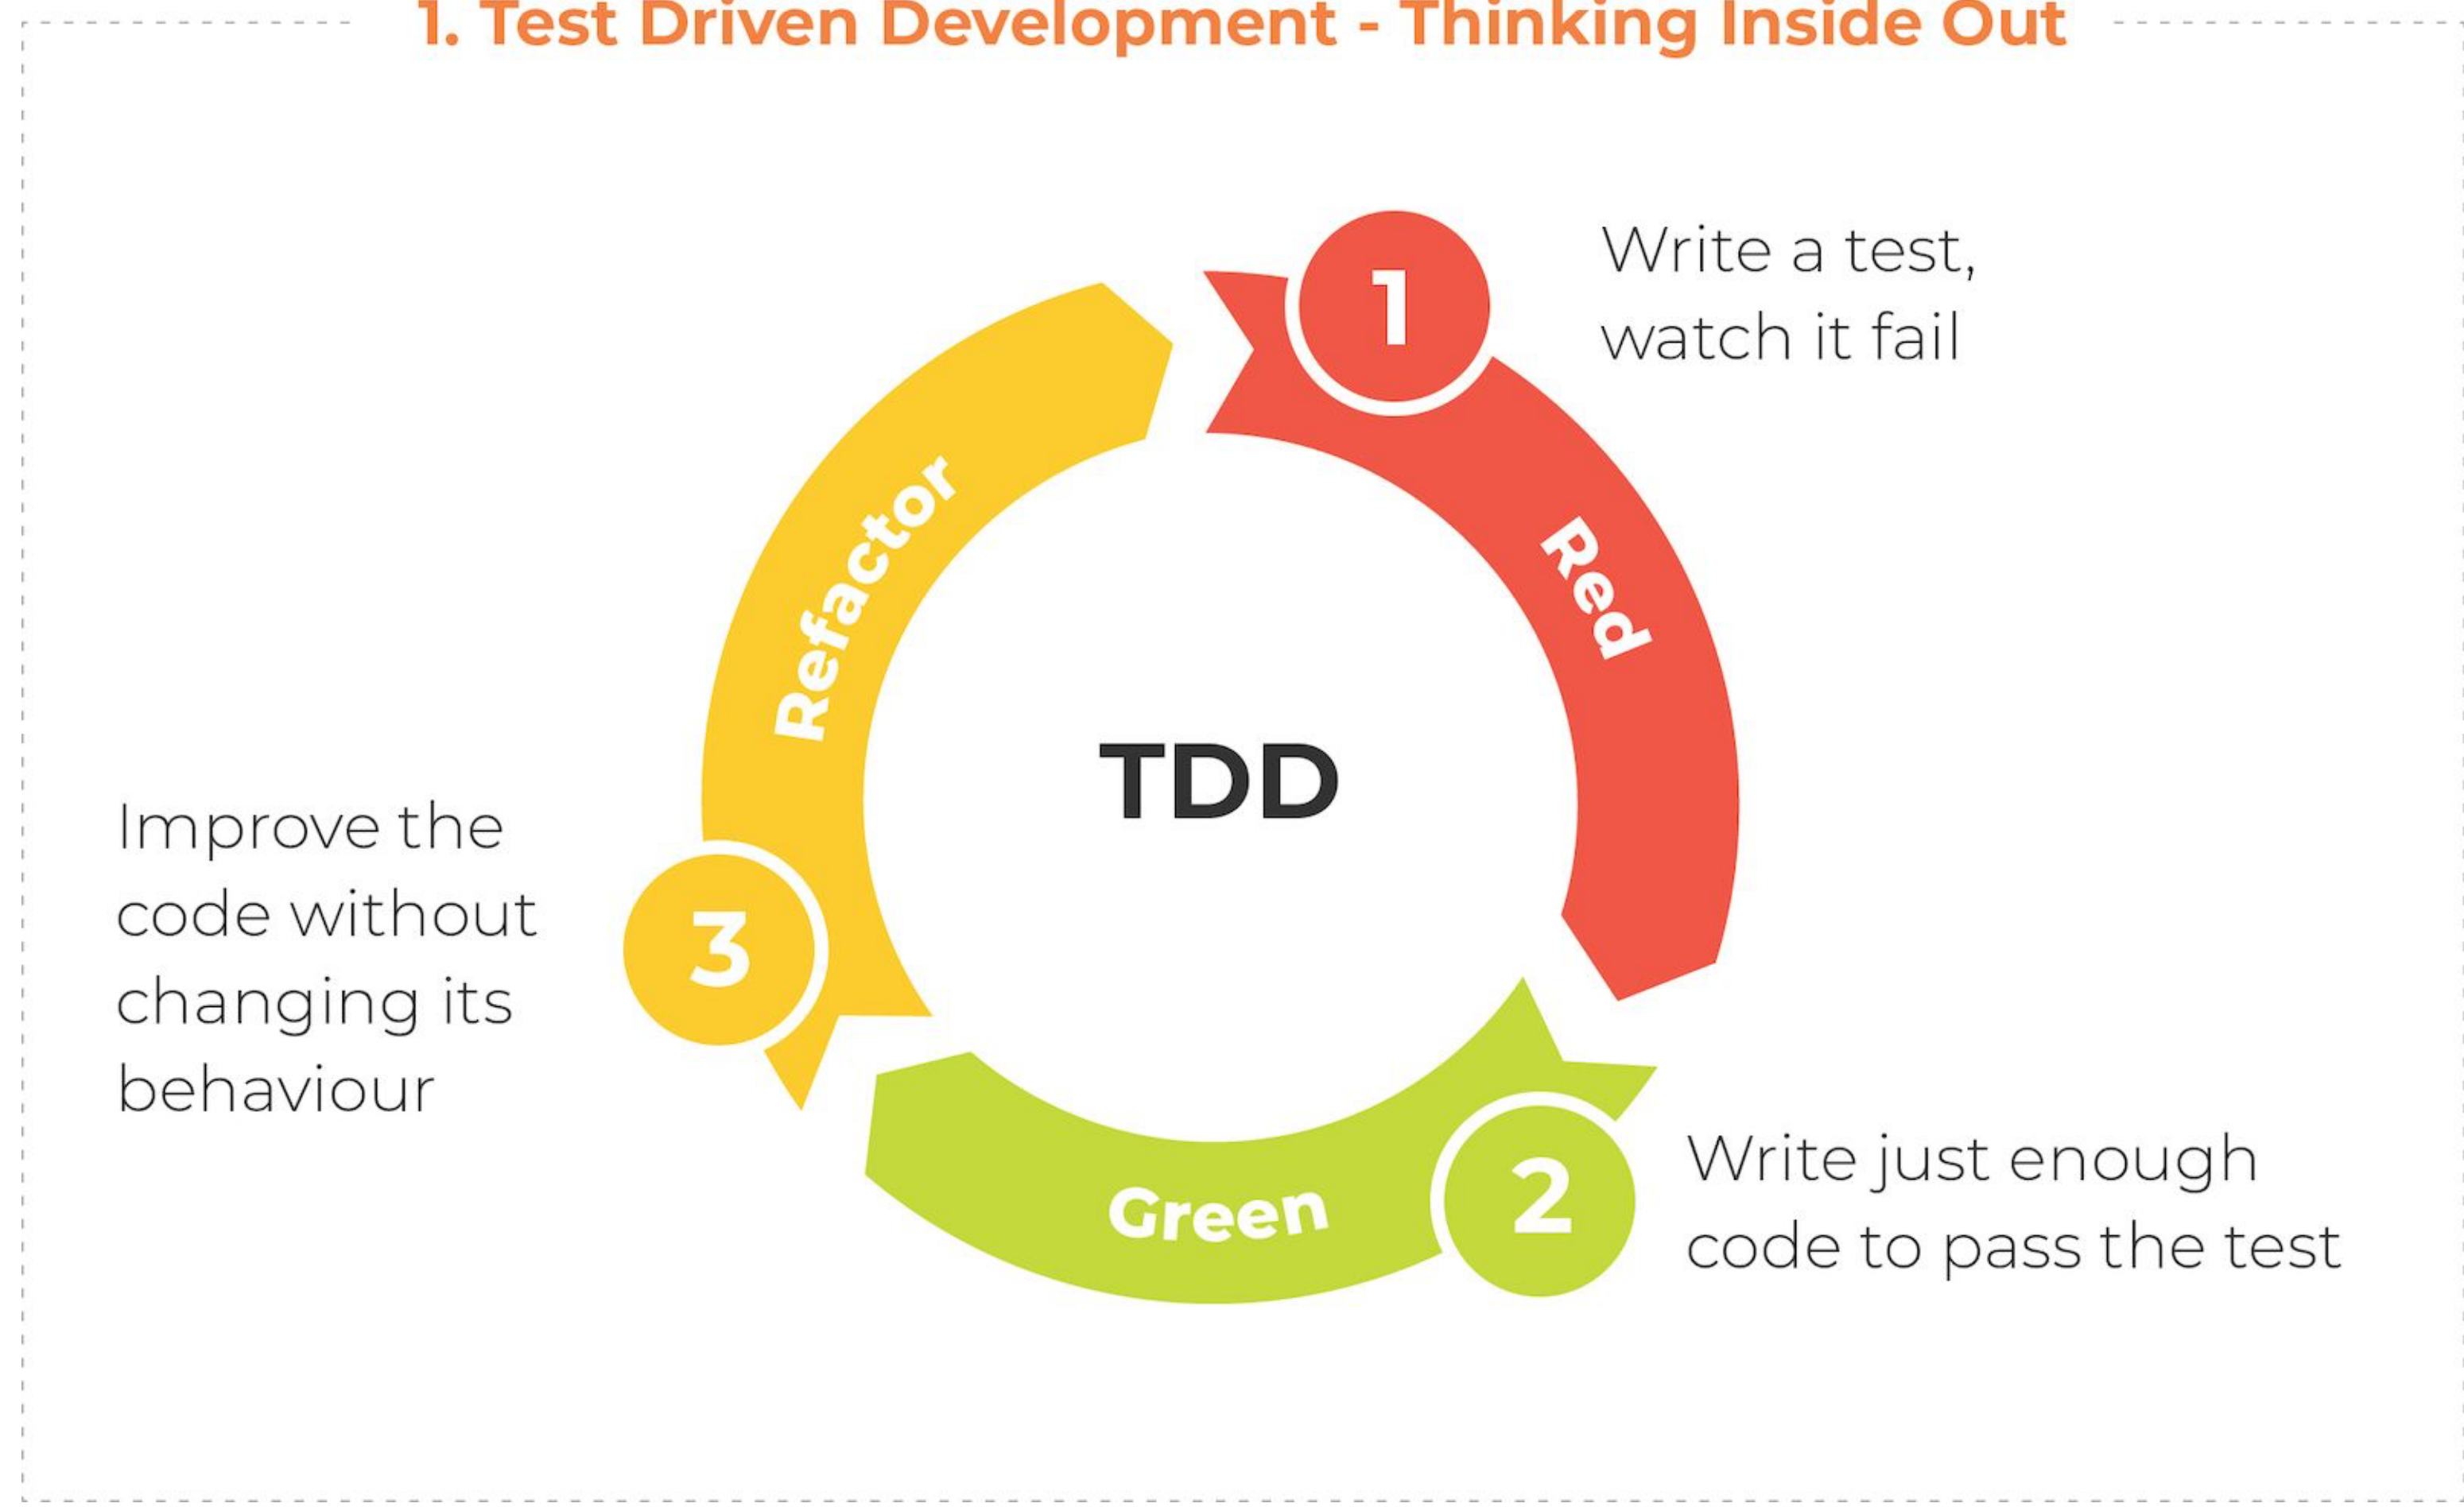 1. Test Driven Development - Thinking Inside Out
1
Write a test,
watch it fail
Red
Refactor
TDD
Improve the
code without
changing its
behaviour
3
Green
2
Write just enough
code to pass the test